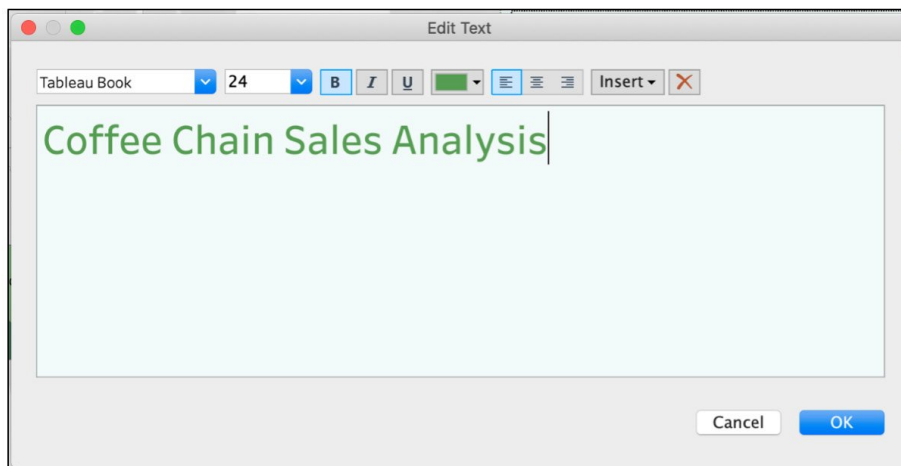 Edit Text
Tableau Book 24 B I U Insert
Coffee Chain Sales Analysis
Cancel OK